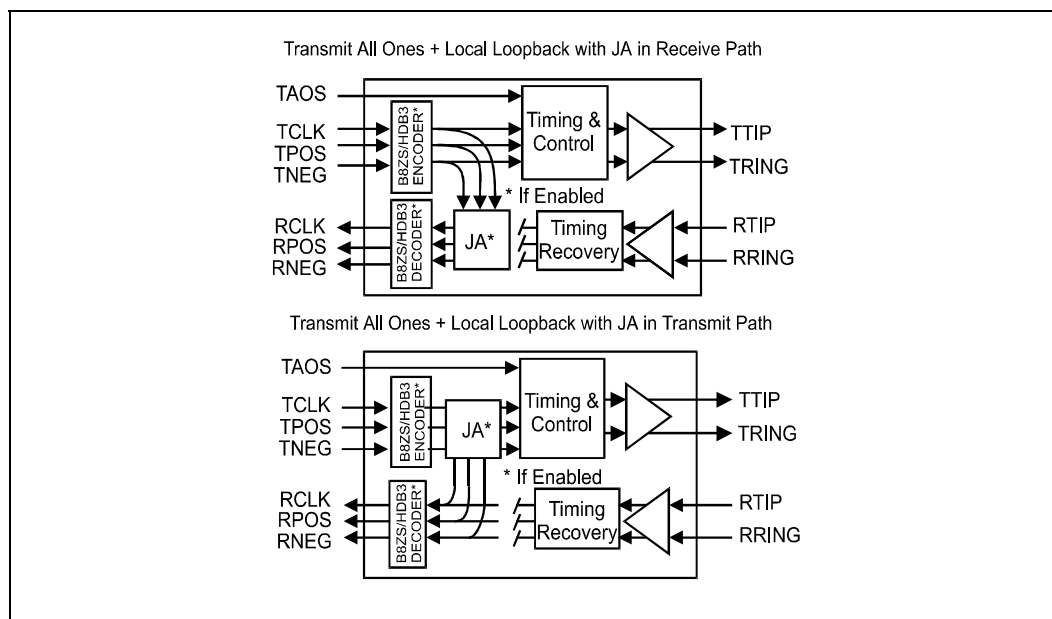 Transmit All Ones + Local Loopback with JA in Receive Path
TAOS
TCLK
TPOS
TNEG
B8ZS/HDB3
ENCODER*
Timing &
Control
TTIP
TRING
* If Enabled
RCLK
RPOS
RNEG
B8ZS/HDB3
DECODER*
JA*
Timing
Recovery
RTIP
RRING
Transmit All Ones + Local Loopback with JA in Transmit Path
TAOS
TCLK
TPOS
TNEG
B8ZS/HDB3
ENCODER*
JA*
Timing &
Control
TTIP
TRING
* If Enabled
RCLK
RPOS
RNEG
B8ZS/HDB3
DECODER*
Timing
Recovery
RTIP
RRING